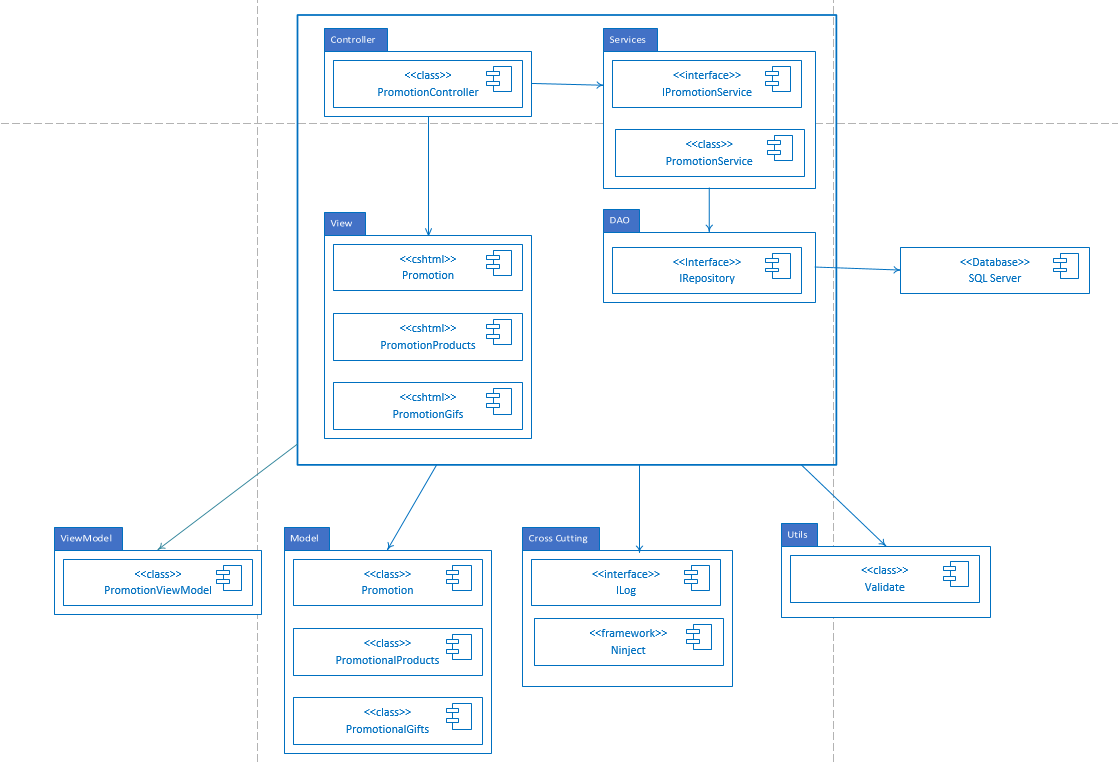 Controller
<<class>>
PromotionController
Services
<<interface>>
IPromotionService
<<class>>
PromotionService
View
<<cshtml>>
Promotion
<<cshtml>>
PromotionProducts
<<cshtml>>
PromotionGifs
DAO
<<Interface>>
IRepository
<<Database>>
SQL Server
ViewModel
<<class>>
PromotionViewModel
Model
<<class>>
Promotion
<<class>>
PromotionalProducts
<<class>>
PromotionalGifts
Cross Cutting
<<interface>>
ILog
<<framework>>
Ninject
Utils
<<class>>
Validate